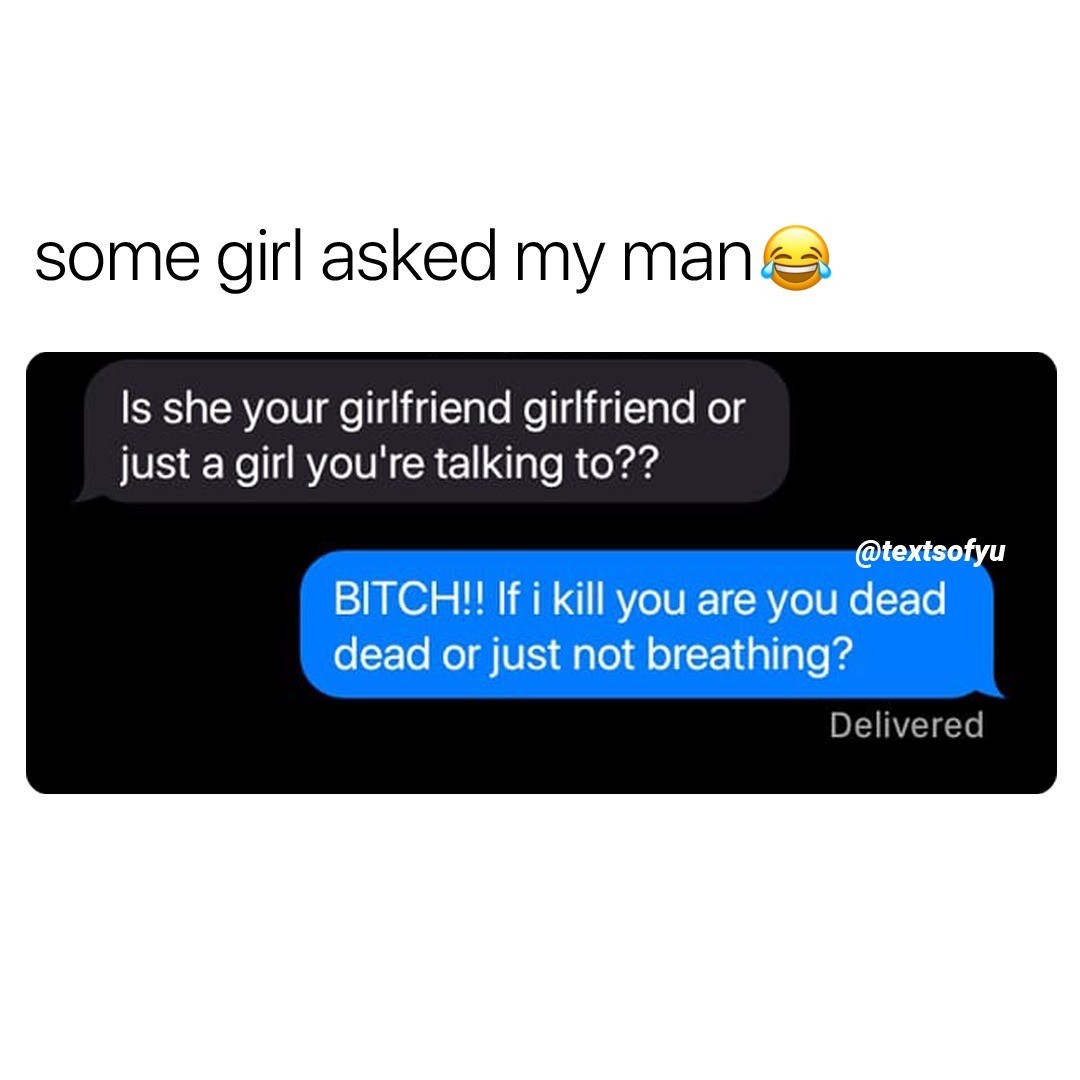 some girl asked my man😂
Is she your girlfriend girlfriend or
just a girl you're talking to??
@textsofyu
BITCH!! If i kill you are you dead
dead or just not breathing?
Delivered